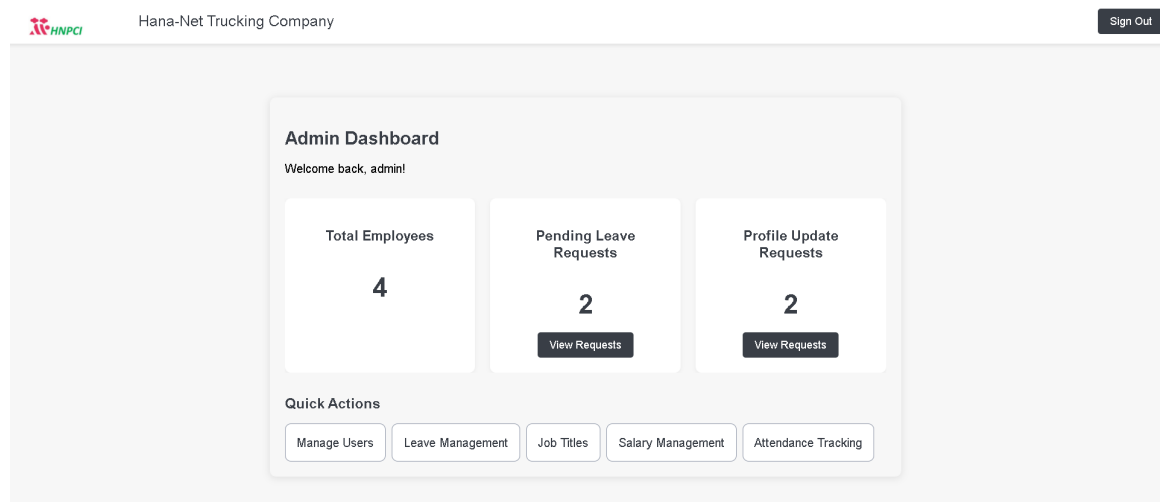 HNPCI
Hana-Net Trucking Company
Sign Out
Admin Dashboard
Welcome back, admin!
Total Employees
4
Pending Leave
Requests
2
View Requests
Profile Update
Requests
2
View Requests
Quick Actions
Manage Users
Leave Management
Job Titles
Salary Management
Attendance Tracking